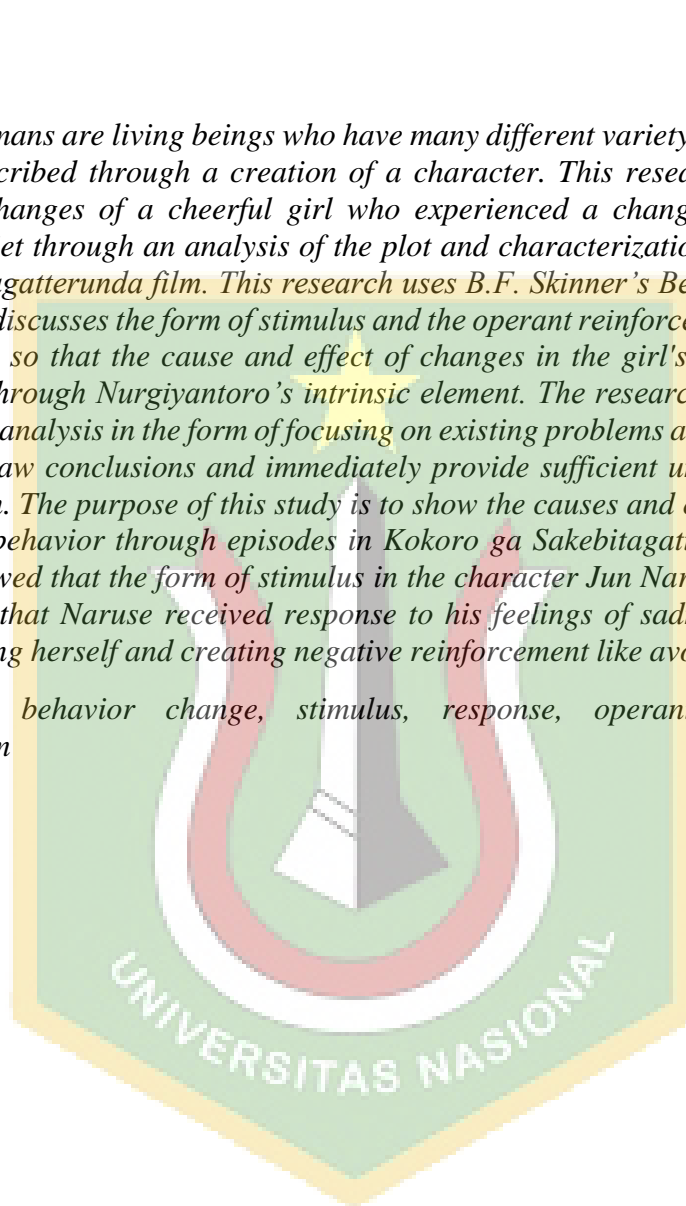 mans are living beings who have many different variety
cribed through a creation of a character. This resea
hanges of a cheerful girl who experienced a chang
et through an analysis of the plot and characterizatio
gatterunda film. This research uses B.F. Skinner’s Be
discusses the form of stimulus and the operant reinforce
so that the cause and effect of changes in the girl's
hrough Nurgiyantoro’s intrinsic element. The researc
analysis in the form of focusing on existing problems a
aw conclusions and immediately provide sufficient u
n. The purpose of this study is to show the causes and
behavior through episodes in Kokoro ga Sakebitagat
wed that the form of stimulus in the character Jun Nar
that Naruse received response to his feelings of sad
ng herself and creating negative reinforcement like avo
behavior change, stimulus, response, operan
n
UNIVERSITAS NASIONAL